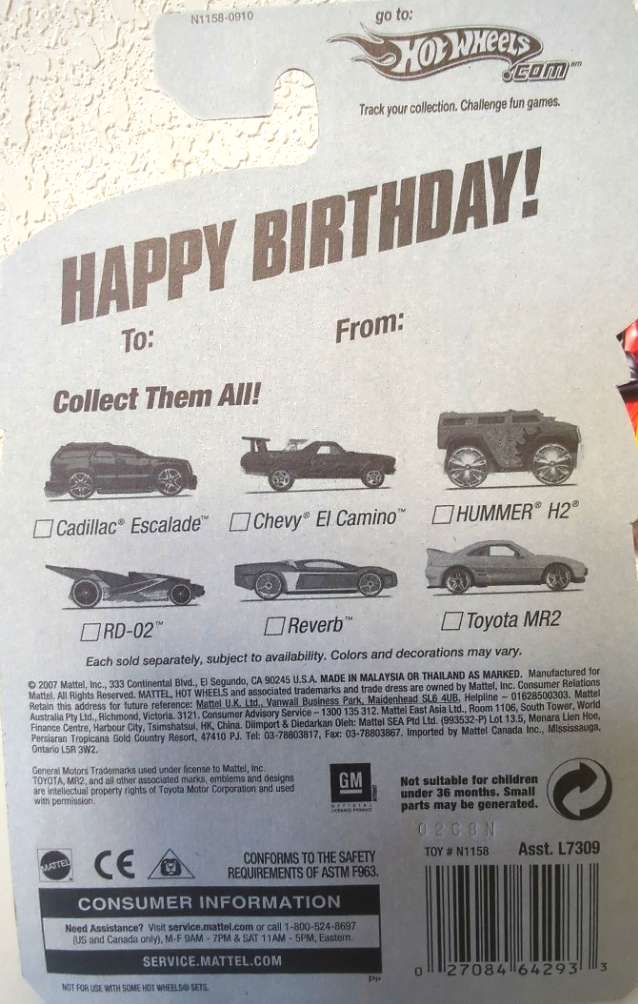 N1158-0910
go to:
HOT WHEELS
.com™
Track your collection. Challenge fun games.
HAPPY BIRTHDAY!
To:
From:
Collect Them All!
Cadillac® Escalade™
Chevy® El Camino™
HUMMER® H2®
RD-02™
Reverb™
Toyota MR2
Each sold separately, subject to availability. Colors and decorations may vary.
© 2007 Mattel, Inc., 333 Continental Blvd., El Segundo, CA 90245 U.S.A. MADE IN MALAYSIA OR THAILAND AS MARKED. Manufactured for
Mattel. All Rights Reserved. MATTEL, HOT WHEELS and associated trademarks and trade dress are owned by Mattel, Inc. Consumer Relations
Retain this address for future reference: Mattel U.K. Ltd., Vanwall Business Park, Maidenhead SL6 4UB. Helpline – 01628500303. Mattel
Australia Pty Ltd., Richmond, Victoria. 3121. Consumer Advisory Service – 1300 135 312. Mattel East Asia Ltd., Room 1106, South Tower, World
Finance Centre, Harbour City, Tsimshatsui, HK, China. Diimport & Diedarkan Oleh: Mattel SEA Ptd Ltd. (993532-P) Lot 13.5, Menara Lien Hoe,
Persiaran Tropicana Gold Country Resort, 47410 PJ. Tel: 03-78803817, Fax: 03-78803867. Imported by Mattel Canada Inc., Mississauga,
Ontario L5R 3W2.
General Motors Trademarks used under license to Mattel, Inc.
TOYOTA, MR2, and all other associated marks, emblems and designs
are intellectual property rights of Toyota Motor Corporation and used
with permission.
GM
OFFICIAL
LICENSED PRODUCT
Not suitable for children
under 36 months. Small
parts may be generated.
0268N
TOY # N1158
Asst. L7309
MATTEL
CE
CONFORMS TO THE SAFETY
REQUIREMENTS OF ASTM F963.
CONSUMER INFORMATION
Need Assistance? Visit service.mattel.com or call 1-800-524-8697
(US and Canada only), M-F 9AM - 7PM & SAT 11AM - 5PM, Eastern.
SERVICE.MATTEL.COM
0 27084 64293 3
NOT FOR USE WITH SOME HOT WHEELS® SETS.